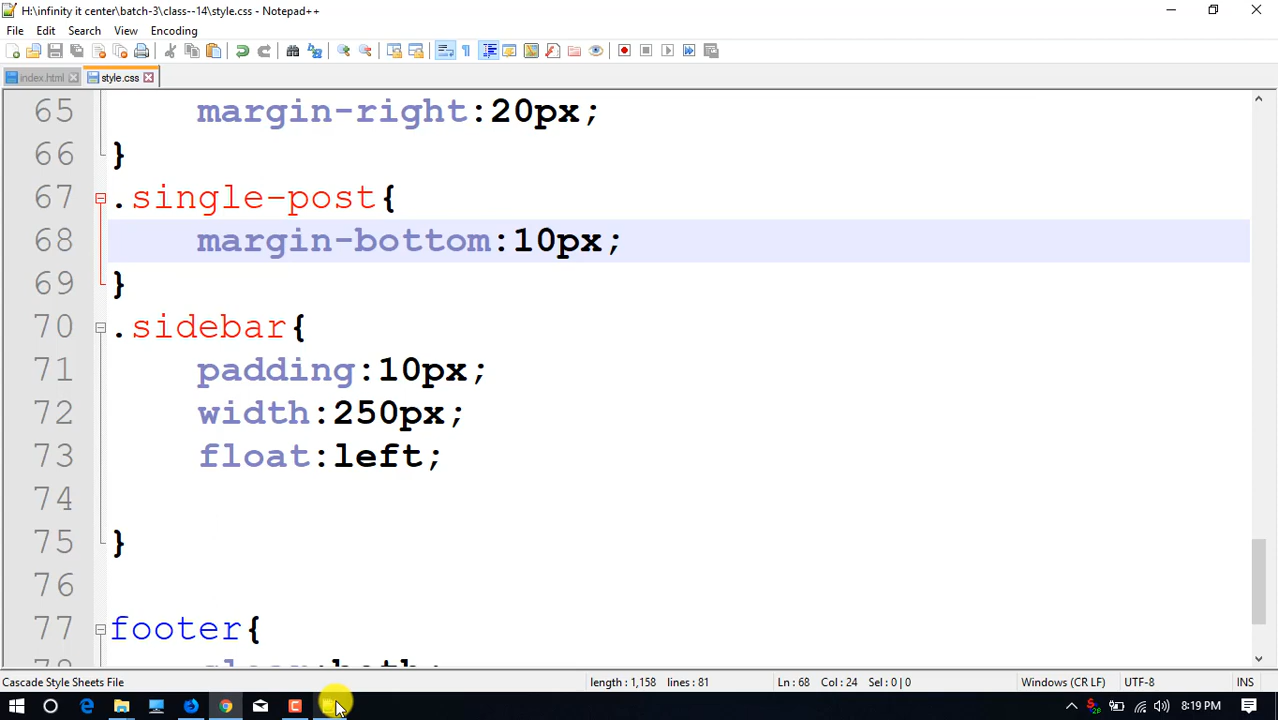 H:\infinity it center\batch-3\class--14\style.css - Notepad++
File Edit Search View Encoding
index.html style.css
65 margin-right:20px;
66 }
67 .single-post{
68 margin-bottom:10px;
69 }
70 .sidebar{
71 padding:10px;
72 width:250px;
73 float:left;
74
75 }
76
77 footer{
78 clear:both;
Cascade Style Sheets File length : 1,158 lines : 81 Ln : 68 Col : 24 Sel : 0 | 0 Windows (CR LF) UTF-8 INS
8:19 PM